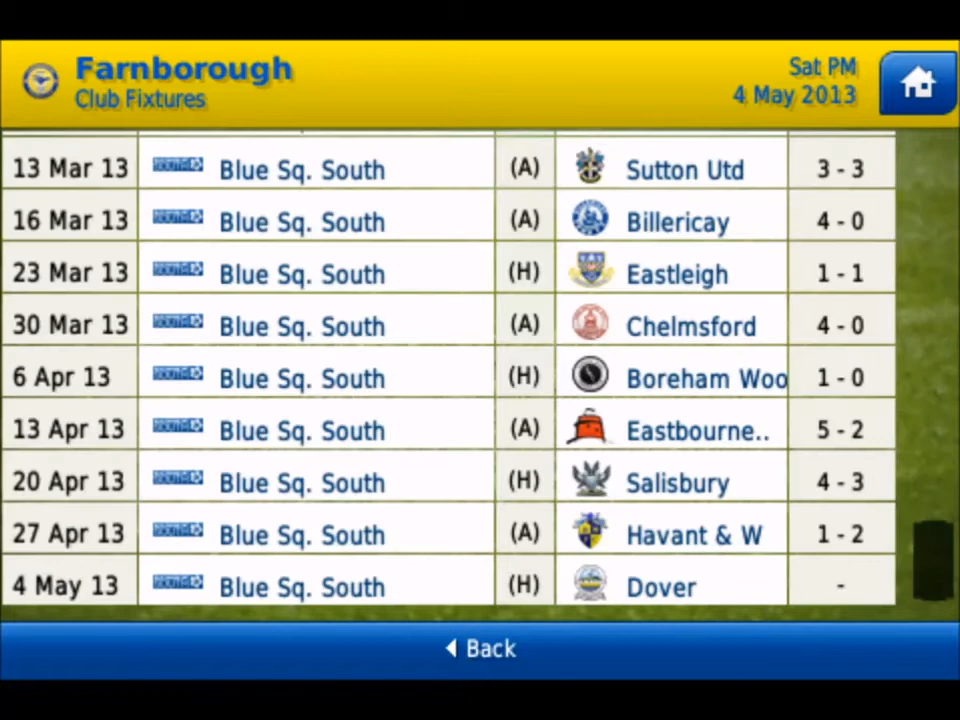 Farnborough
Club Fixtures
Sat PM
4 May 2013
13 Mar 13 Blue Sq. South (A) Sutton Utd 3 - 3
16 Mar 13 Blue Sq. South (A) Billericay 4 - 0
23 Mar 13 Blue Sq. South (H) Eastleigh 1 - 1
30 Mar 13 Blue Sq. South (A) Chelmsford 4 - 0
6 Apr 13 Blue Sq. South (H) Boreham Woo 1 - 0
13 Apr 13 Blue Sq. South (A) Eastbourne.. 5 - 2
20 Apr 13 Blue Sq. South (H) Salisbury 4 - 3
27 Apr 13 Blue Sq. South (A) Havant & W 1 - 2
4 May 13 Blue Sq. South (H) Dover -
Back